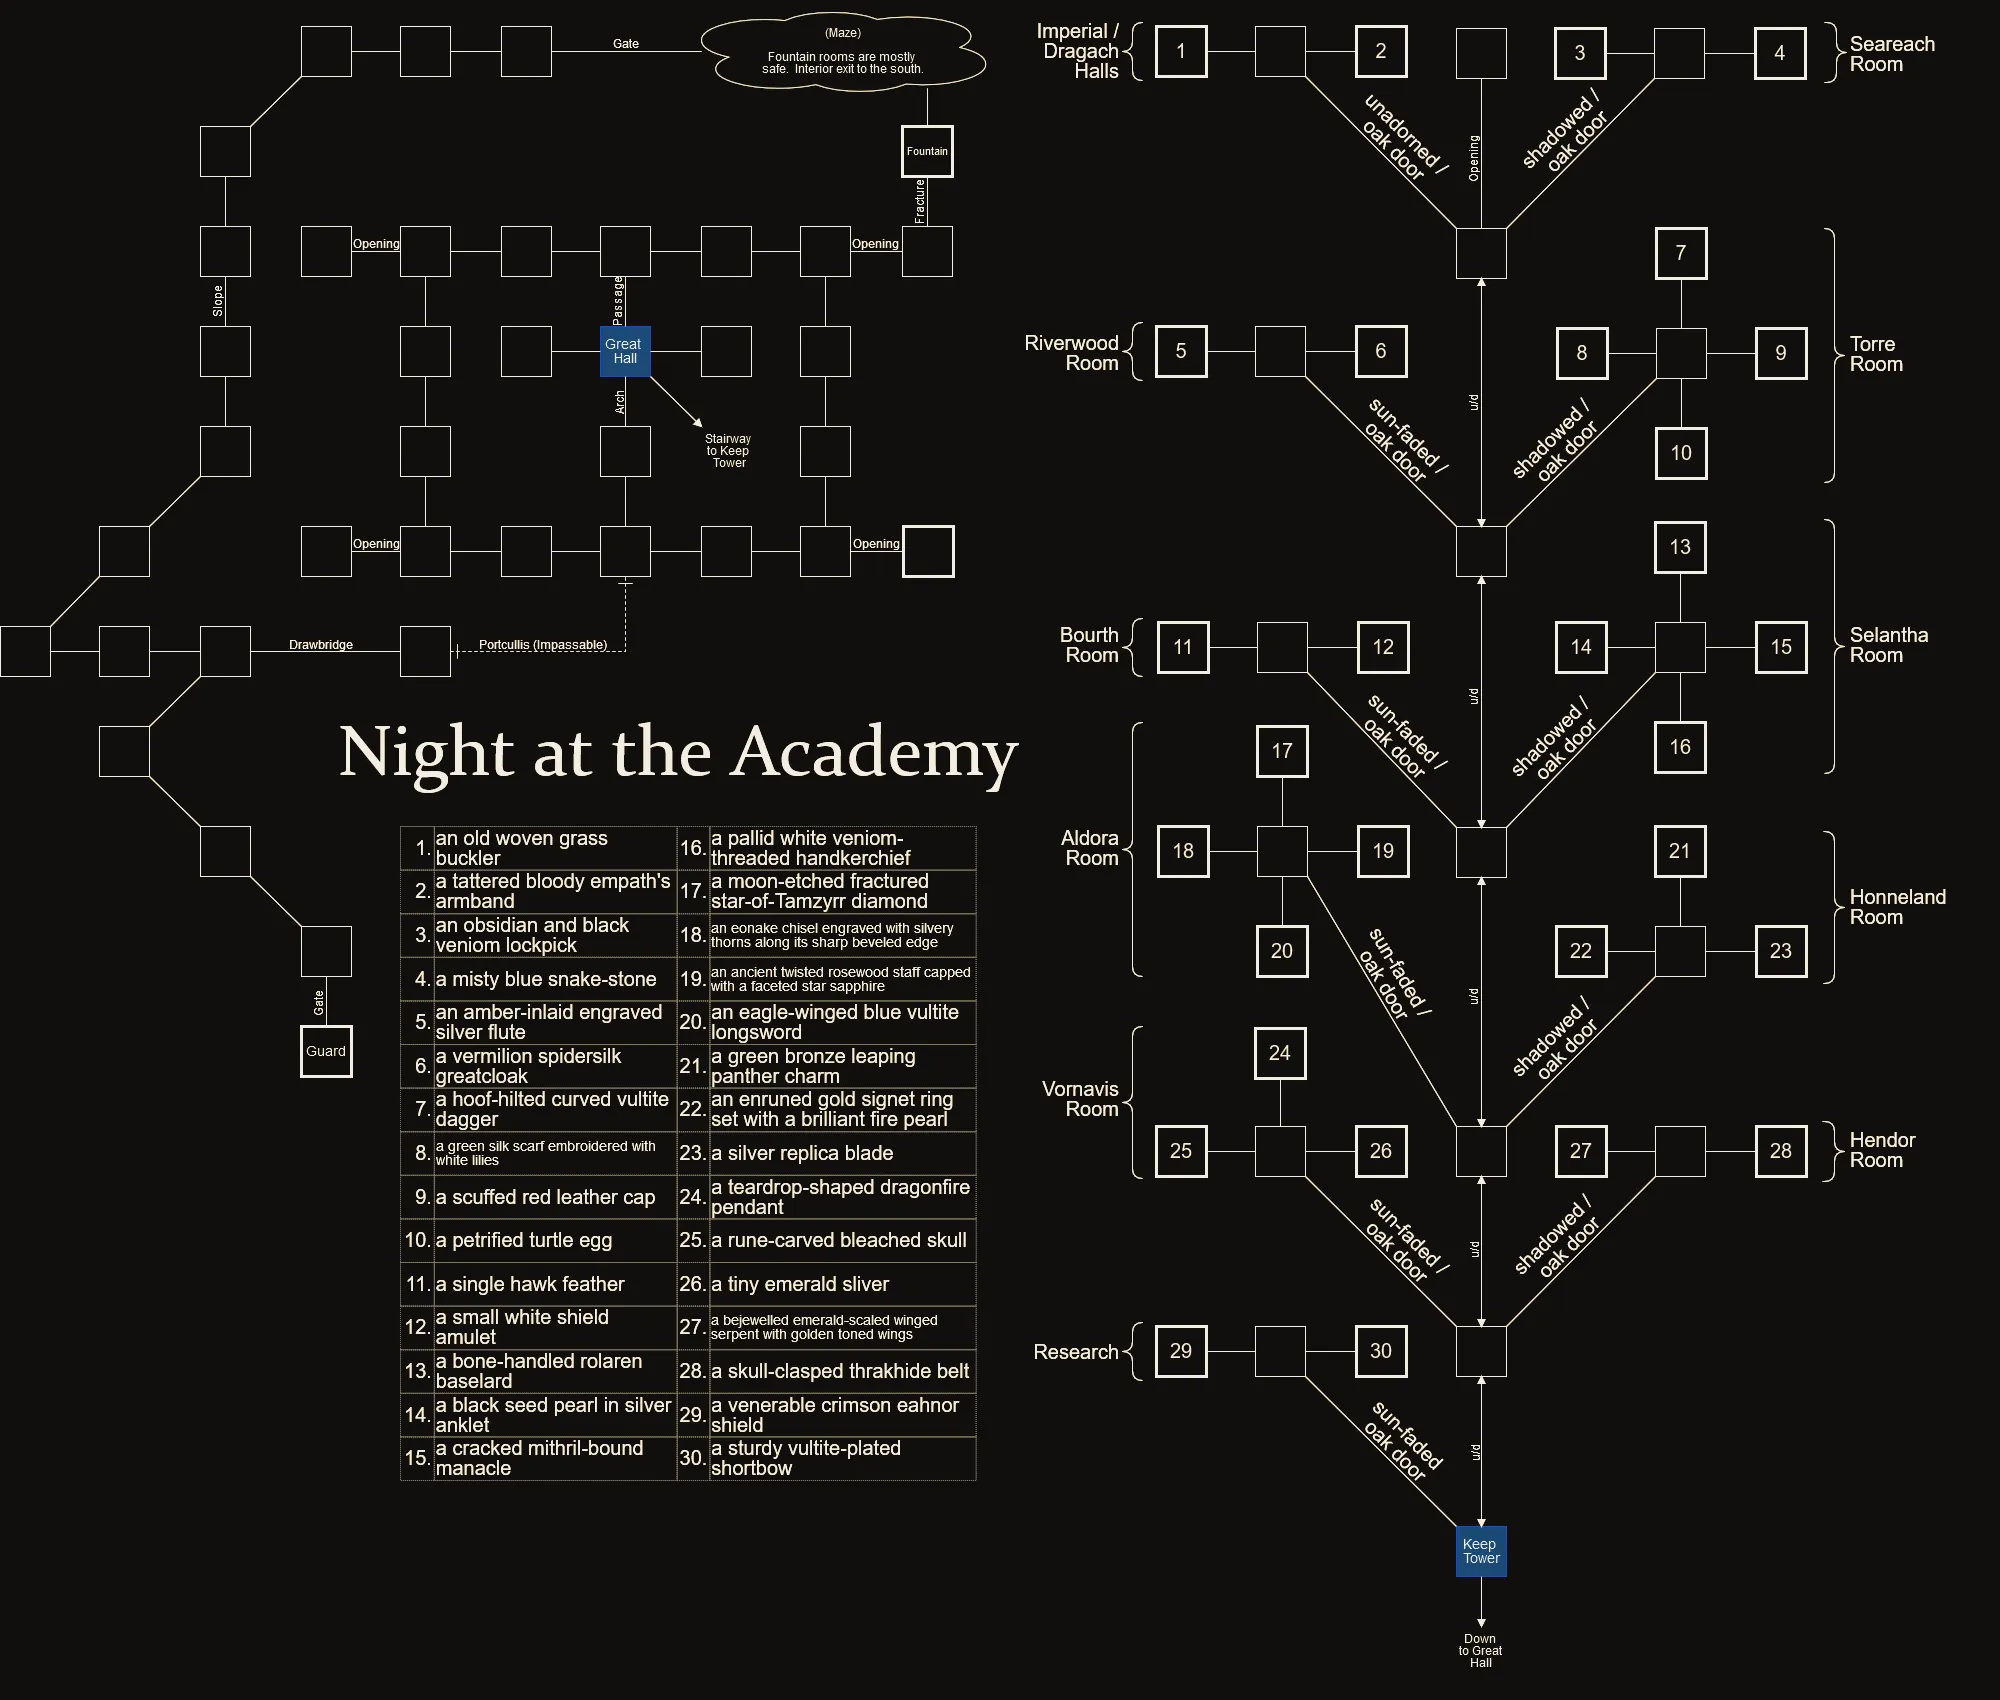 Gate
(Maze)
Fountain rooms are mostly
safe. Interior exit to the south.
Fountain
Fracture
Opening
Opening
Slope
Passage
Great
Hall
Arch
Stairway
to Keep
Tower
Opening
Opening
Drawbridge
Portcullis (Impassable)
Gate
Guard
Night at the Academy
1. an old woven grass
buckler
2. a tattered bloody empath's
armband
3. an obsidian and black
veniom lockpick
4. a misty blue snake-stone
5. an amber-inlaid engraved
silver flute
6. a vermilion spidersilk
greatcloak
7. a hoof-hilted curved vultite
dagger
8. a green silk scarf embroidered with
white lilies
9. a scuffed red leather cap
10. a petrified turtle egg
11. a single hawk feather
12. a small white shield
amulet
13. a bone-handled rolaren
baselard
14. a black seed pearl in silver
anklet
15. a cracked mithril-bound
manacle
16. a pallid white veniom-
threaded handkerchief
17. a moon-etched fractured
star-of-Tamzyrr diamond
18. an eonake chisel engraved with silvery
thorns along its sharp beveled edge
19. an ancient twisted rosewood staff capped
with a faceted star sapphire
20. an eagle-winged blue vultite
longsword
21. a green bronze leaping
panther charm
22. an enruned gold signet ring
set with a brilliant fire pearl
23. a silver replica blade
24. a teardrop-shaped dragonfire
pendant
25. a rune-carved bleached skull
26. a tiny emerald sliver
27. a bejewelled emerald-scaled winged
serpent with golden toned wings
28. a skull-clasped thrakhide belt
29. a venerable crimson eahnor
shield
30. a sturdy vultite-plated
shortbow
Imperial /
Dragach
Halls
1
2
3
4
Seareach
Room
unadorned /
oak door
Opening
shadowed /
oak door
7
Riverwood
Room
5
6
8
9
Torre
Room
10
sun-faded /
oak door
u/d
shadowed /
oak door
13
Bourth
Room
11
12
14
15
Selantha
Room
16
sun-faded /
oak door
u/d
shadowed /
oak door
17
Aldora
Room
18
19
20
21
22
23
Honneland
Room
sun-faded /
oak door
u/d
shadowed /
oak door
24
Vornavis
Room
25
26
27
28
Hendor
Room
sun-faded /
oak door
u/d
shadowed /
oak door
Research
29
30
sun-faded
oak door
u/d
Keep
Tower
Down
to Great
Hall